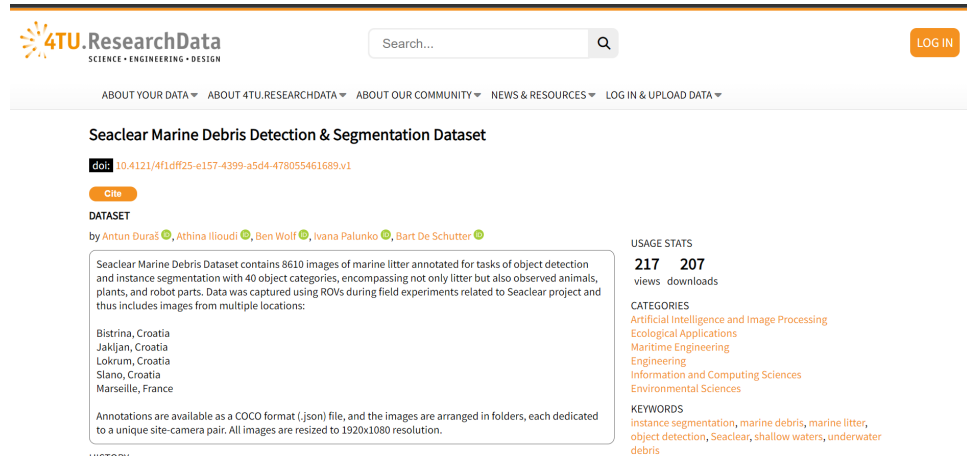 4TU.ResearchData
SCIENCE • ENGINEERING • DESIGN
Search...
LOG IN
ABOUT YOUR DATA ABOUT 4TU.RESEARCHDATA ABOUT OUR COMMUNITY NEWS & RESOURCES LOG IN & UPLOAD DATA
Seaclear Marine Debris Detection & Segmentation Dataset
doi: 10.4121/4f1dff25-e157-4399-a5d4-478055461689.v1
Cite
DATASET
by Antun Đuraš, Athina Ilioudi, Ben Wolf, Ivana Palunko, Bart De Schutter
Seaclear Marine Debris Dataset contains 8610 images of marine litter annotated for tasks of object detection
and instance segmentation with 40 object categories, encompassing not only litter but also observed animals,
plants, and robot parts. Data was captured using ROVs during field experiments related to Seaclear project and
thus includes images from multiple locations:
Bistrina, Croatia
Jakljan, Croatia
Lokrum, Croatia
Slano, Croatia
Marseille, France
Annotations are available as a COCO format (.json) file, and the images are arranged in folders, each dedicated
to a unique site-camera pair. All images are resized to 1920x1080 resolution.
HISTORY
USAGE STATS
217 207
views downloads
CATEGORIES
Artificial Intelligence and Image Processing
Ecological Applications
Maritime Engineering
Engineering
Information and Computing Sciences
Environmental Sciences
KEYWORDS
instance segmentation, marine debris, marine litter,
object detection, Seaclear, shallow waters, underwater
debris